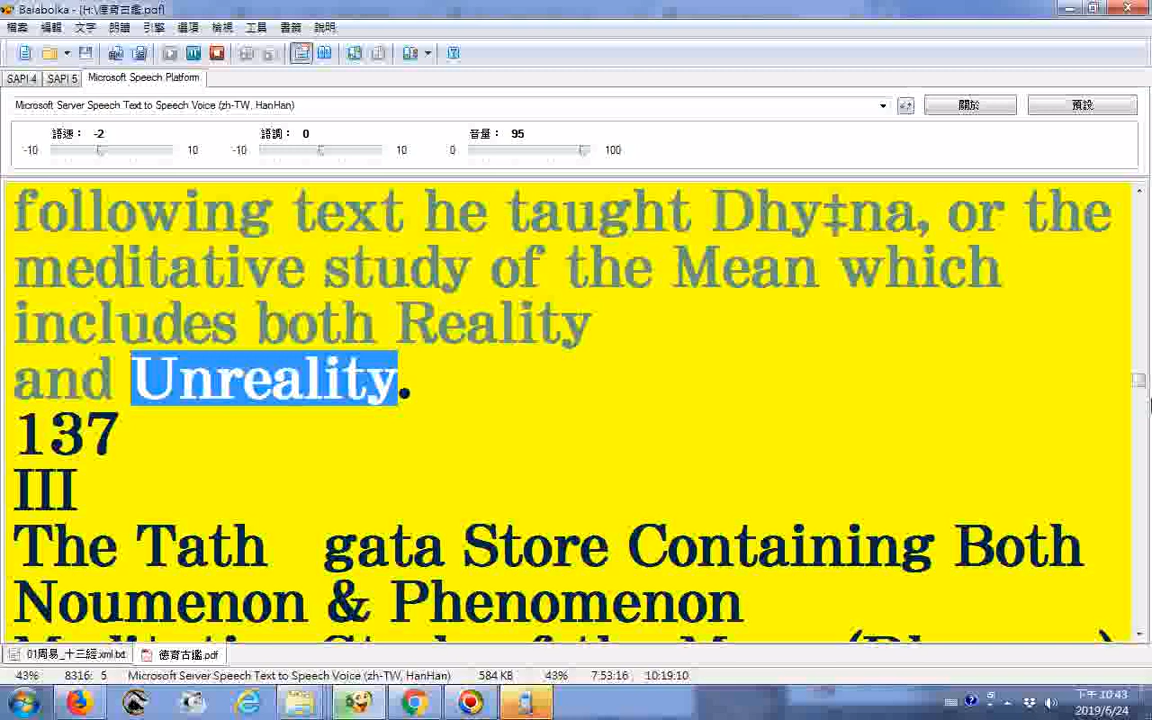 Balabolka - [H:\德育古鑑.pdf]
檔案 編輯 文字 朗讀 引擎 選項 檢視 工具 書籤 說明
SAPI 4 SAPI 5 Microsoft Speech Platform
Microsoft Server Speech Text to Speech Voice (zh-TW, HanHan) 關於 預設
語速： -2 語調： 0 音量： 95
-10 10 -10 10 0 100
following text he taught Dhy‡na, or the
meditative study of the Mean which
includes both Reality
and Unreality.
137
III
The Tath gata Store Containing Both
Noumenon & Phenomenon
01周易_十三經.xml.txt 德育古鑑.pdf
43% 8316: 5 Microsoft Server Speech Text to Speech Voice (zh-TW, HanHan) 584 KB 43% 7:53:16 10:19:10
下午 10:43
2019/6/24